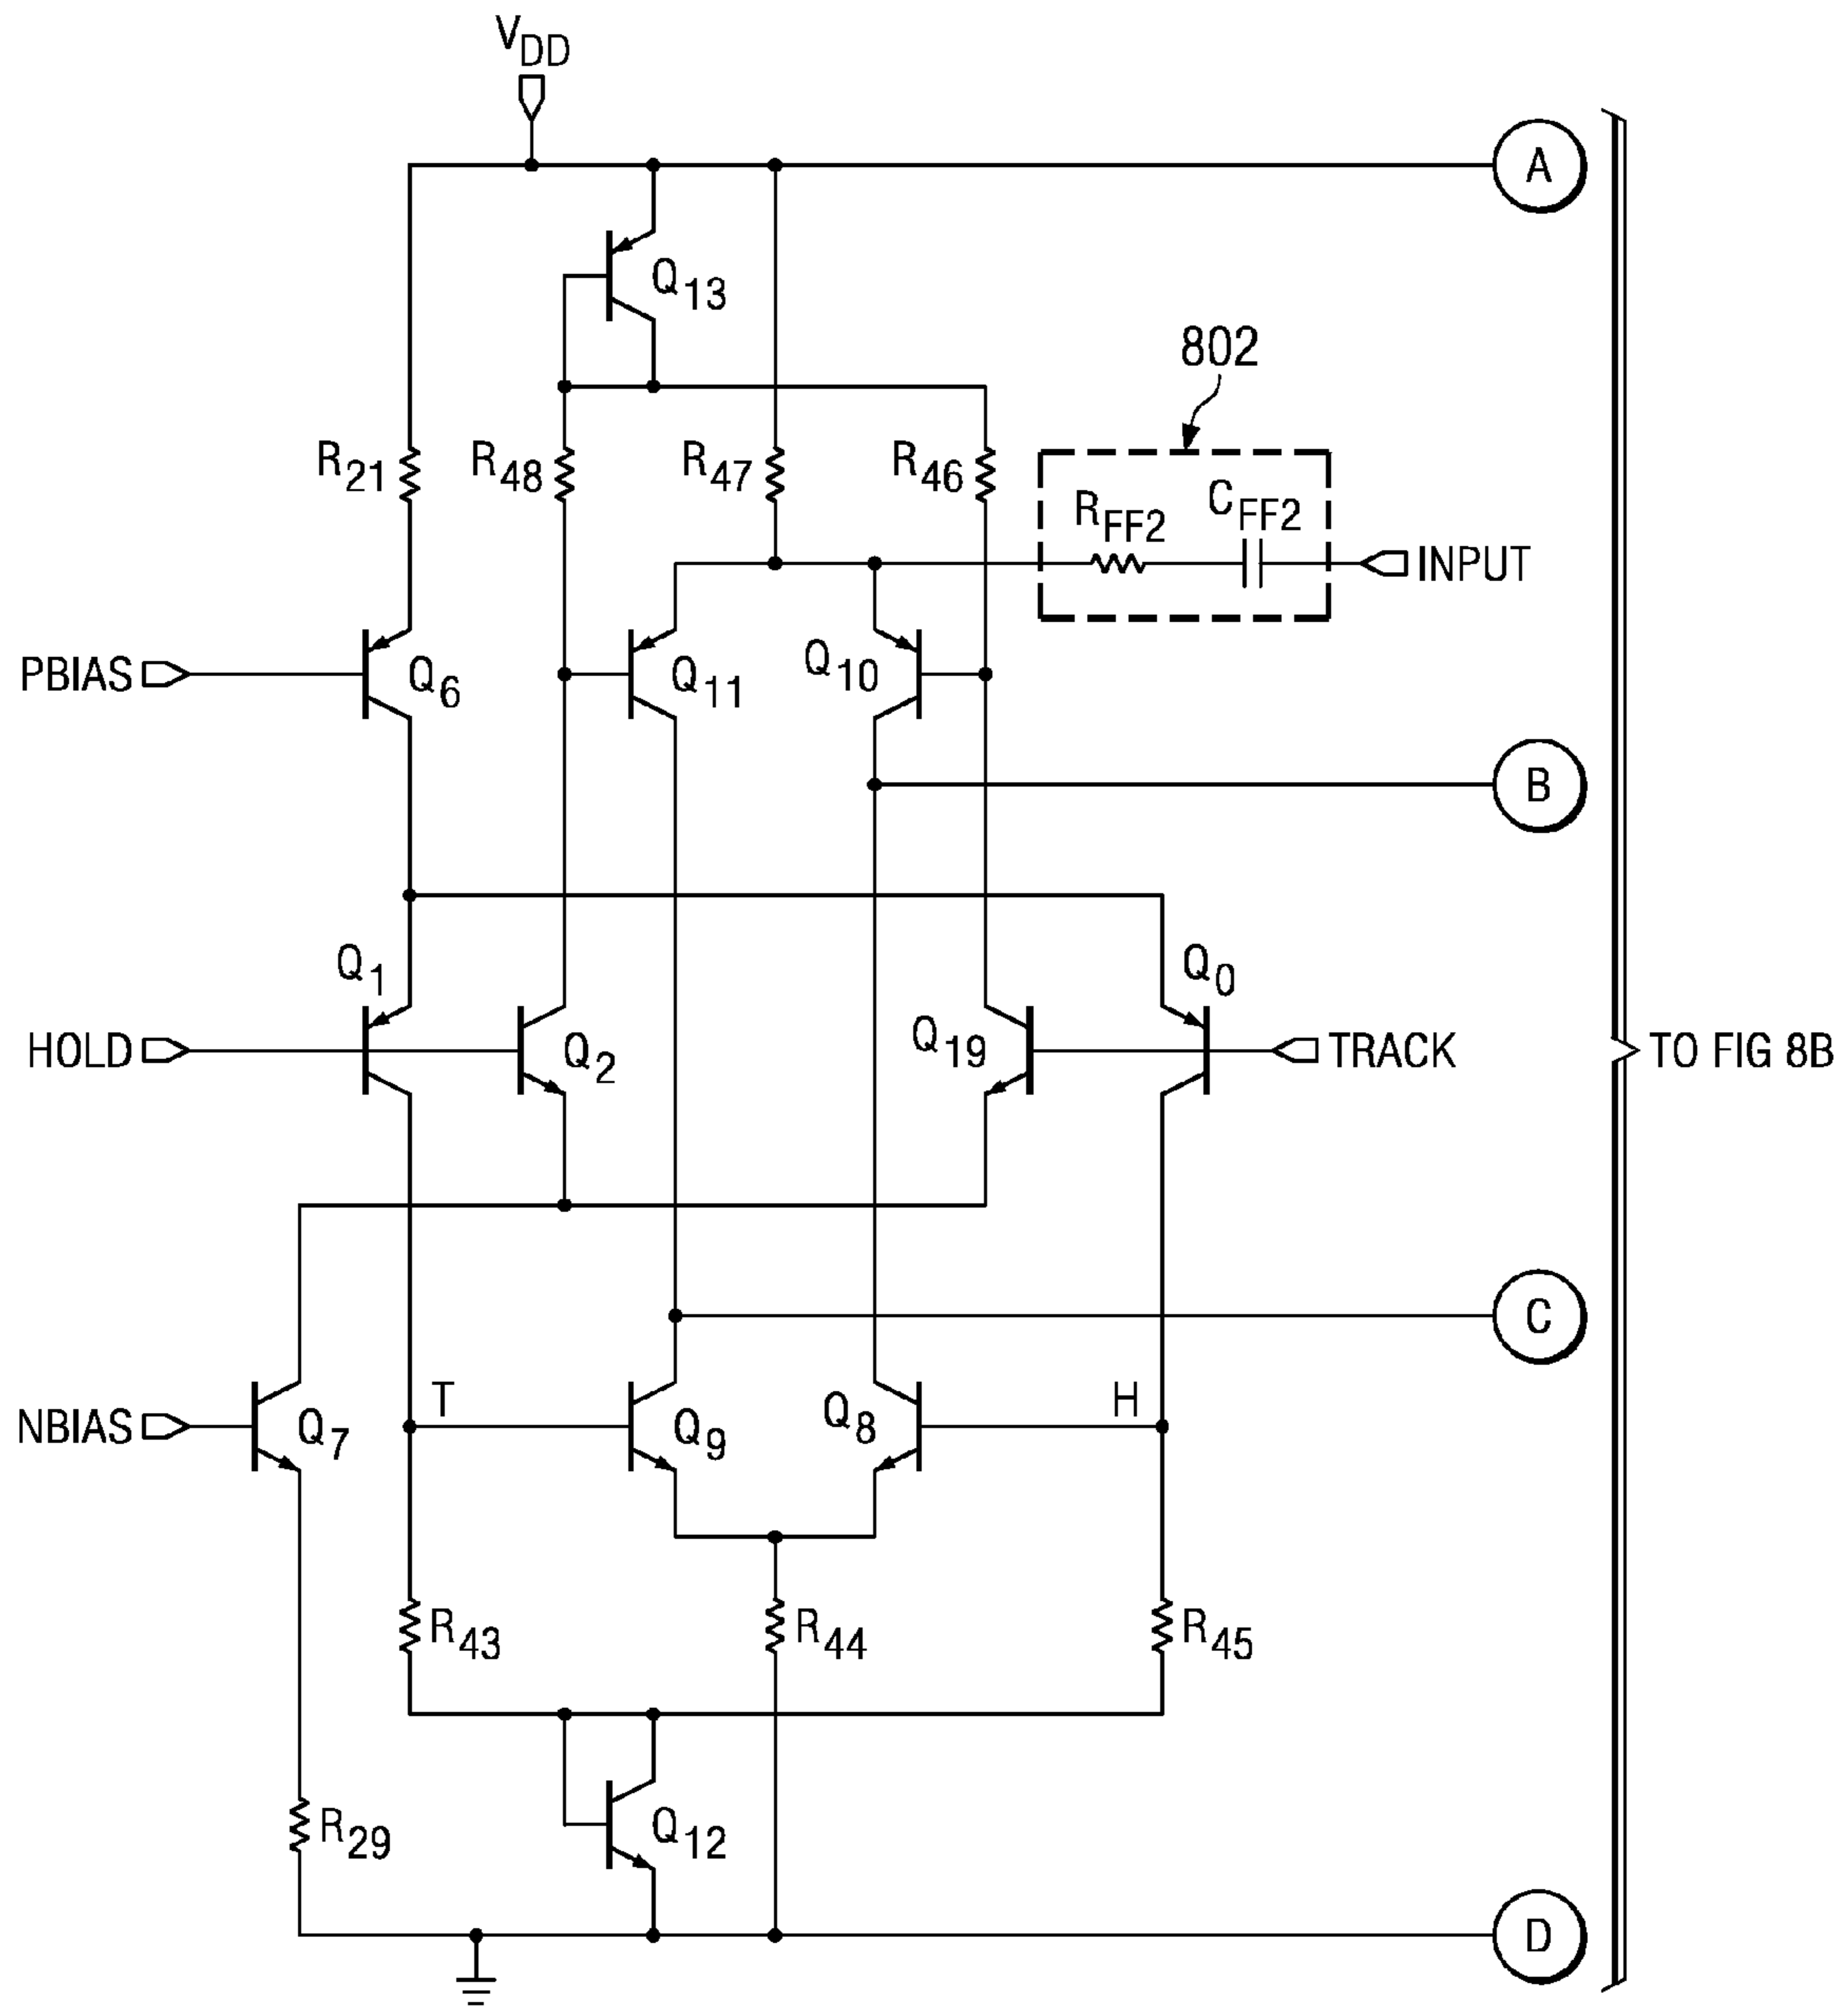 VDD
A
Q13
802
R21
R48
R47
R46
RFF2
CFF2
INPUT
PBIAS
Q6
Q11
Q10
B
Q1
Q0
HOLD
Q2
Q19
TRACK
TO FIG 8B
C
NBIAS
Q7
T
Q9
Q8
H
R43
R44
R45
R29
Q12
D